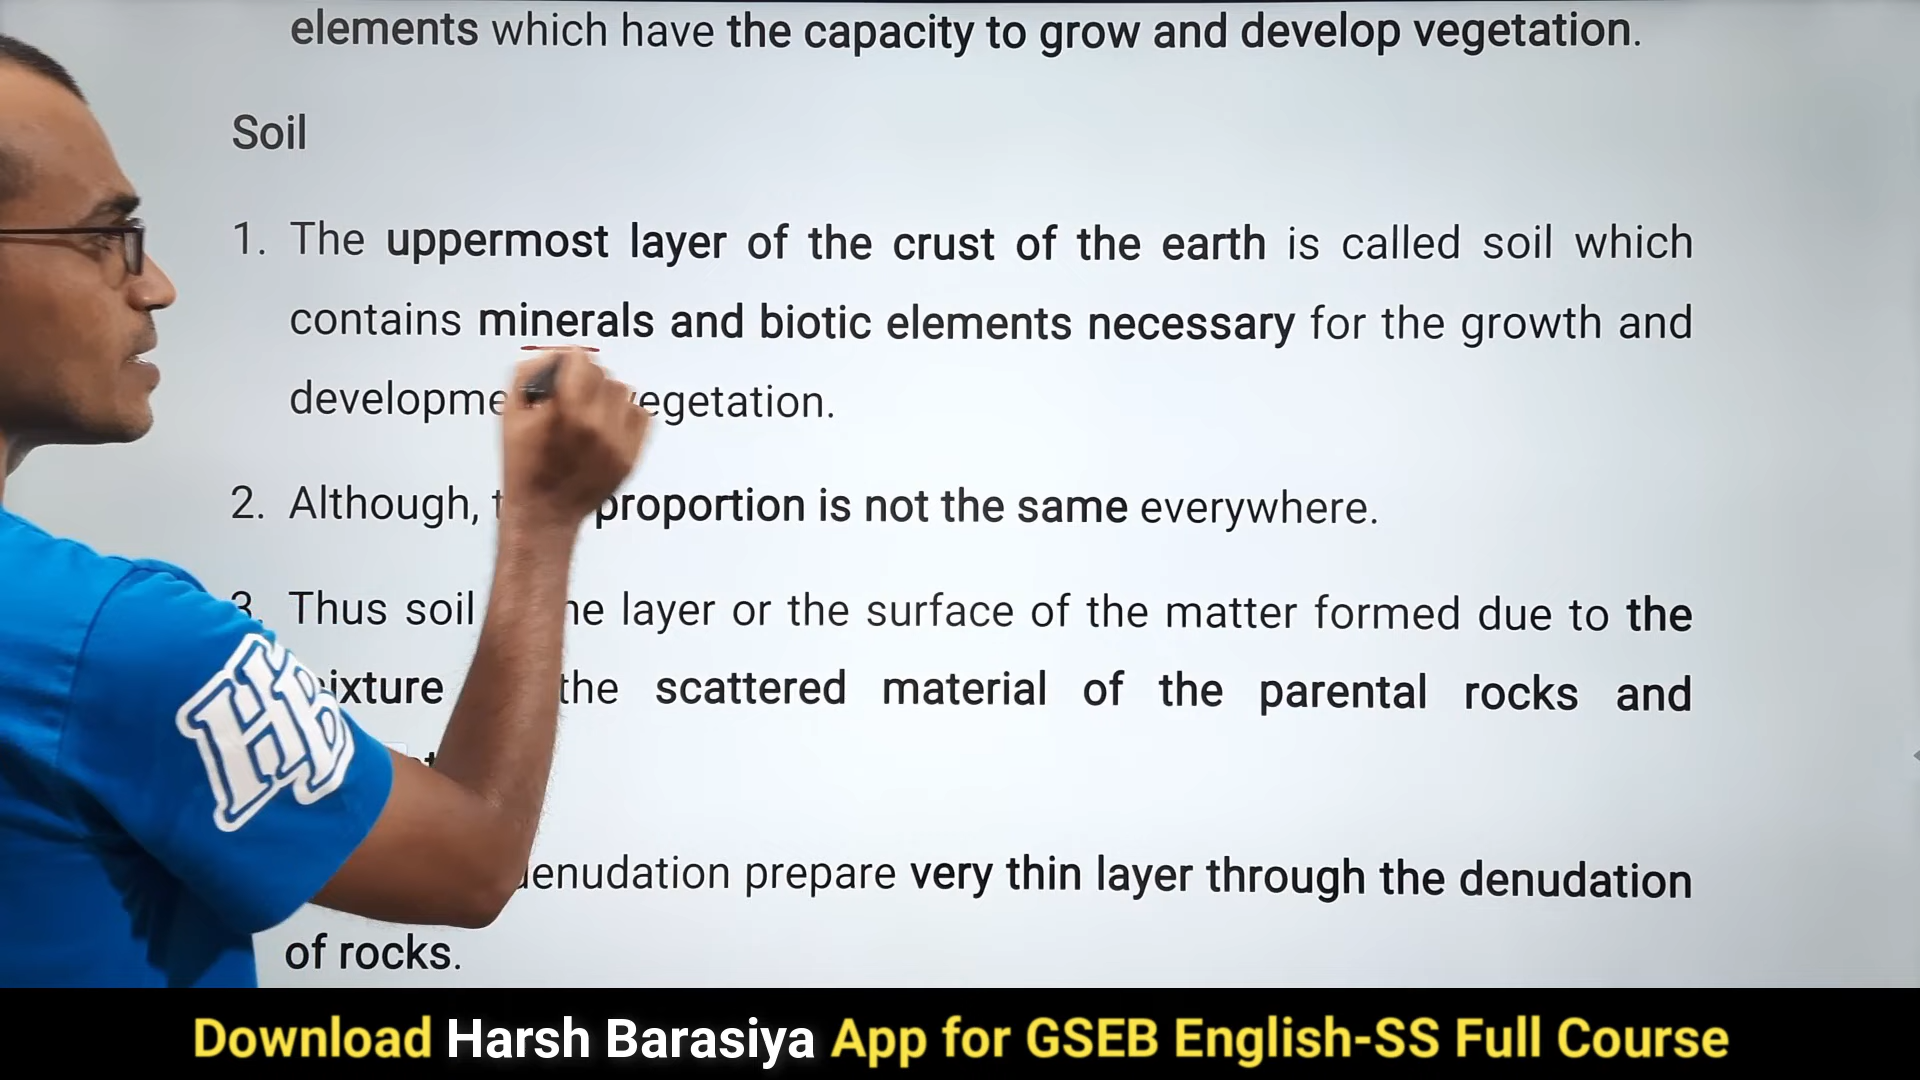 elements which have the capacity to grow and develop vegetation.
Soil
1. The uppermost layer of the crust of the earth is called soil which
contains minerals and biotic elements necessary for the growth and
developme egetation.
2. Although, proportion is not the same everywhere.
3. Thus soil he layer or the surface of the matter formed due to the
ixture the scattered material of the parental rocks and
enudation prepare very thin layer through the denudation
of rocks.
HB
Download Harsh Barasiya App for GSEB English-SS Full Course